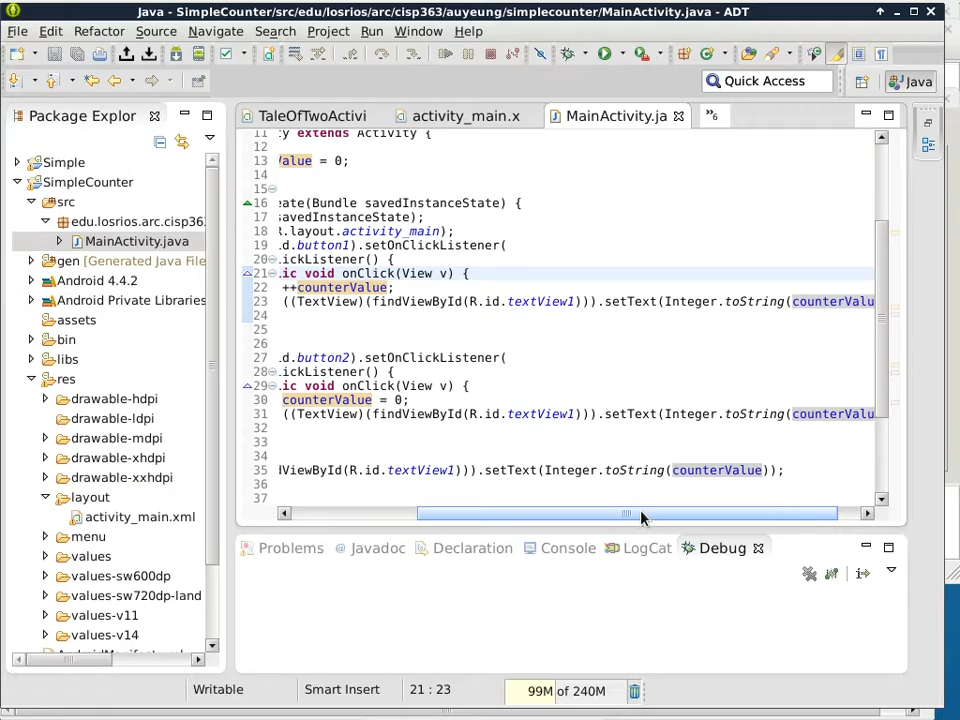 Java - SimpleCounter/src/edu/losrios/arc/cisp363/auyeung/simplecounter/MainActivity.java - ADT
File Edit Refactor Source Navigate Search Project Run Window Help
Quick Access
Java
Package Explor
TaleOfTwoActivi
activity_main.x
MainActivity.ja
»6
Simple
SimpleCounter
src
edu.losrios.arc.cisp36
MainActivity.java
gen [Generated Java File
Android 4.4.2
Android Private Libraries
assets
bin
libs
res
drawable-hdpi
drawable-ldpi
drawable-mdpi
drawable-xhdpi
drawable-xxhdpi
layout
activity_main.xml
menu
values
values-sw600dp
values-sw720dp-land
values-v11
values-v14
11 :y extends Activity {
12
13 Value = 0;
14
15
16 :ate(Bundle savedInstanceState) {
17 savedInstanceState);
18 R.layout.activity_main);
19 .d.button1).setOnClickListener(
20 .ickListener() {
21 .ic void onClick(View v) {
22 ++counterValue;
23 ((TextView)(findViewById(R.id.textView1))).setText(Integer.toString(counterValu
24
25
26
27 .d.button2).setOnClickListener(
28 .ickListener() {
29 .ic void onClick(View v) {
30 counterValue = 0;
31 ((TextView)(findViewById(R.id.textView1))).setText(Integer.toString(counterValu
32
33
34
35 dViewById(R.id.textView1))).setText(Integer.toString(counterValue));
36
37
Problems
Javadoc
Declaration
Console
LogCat
Debug
Writable
Smart Insert
21 : 23
99M of 240M